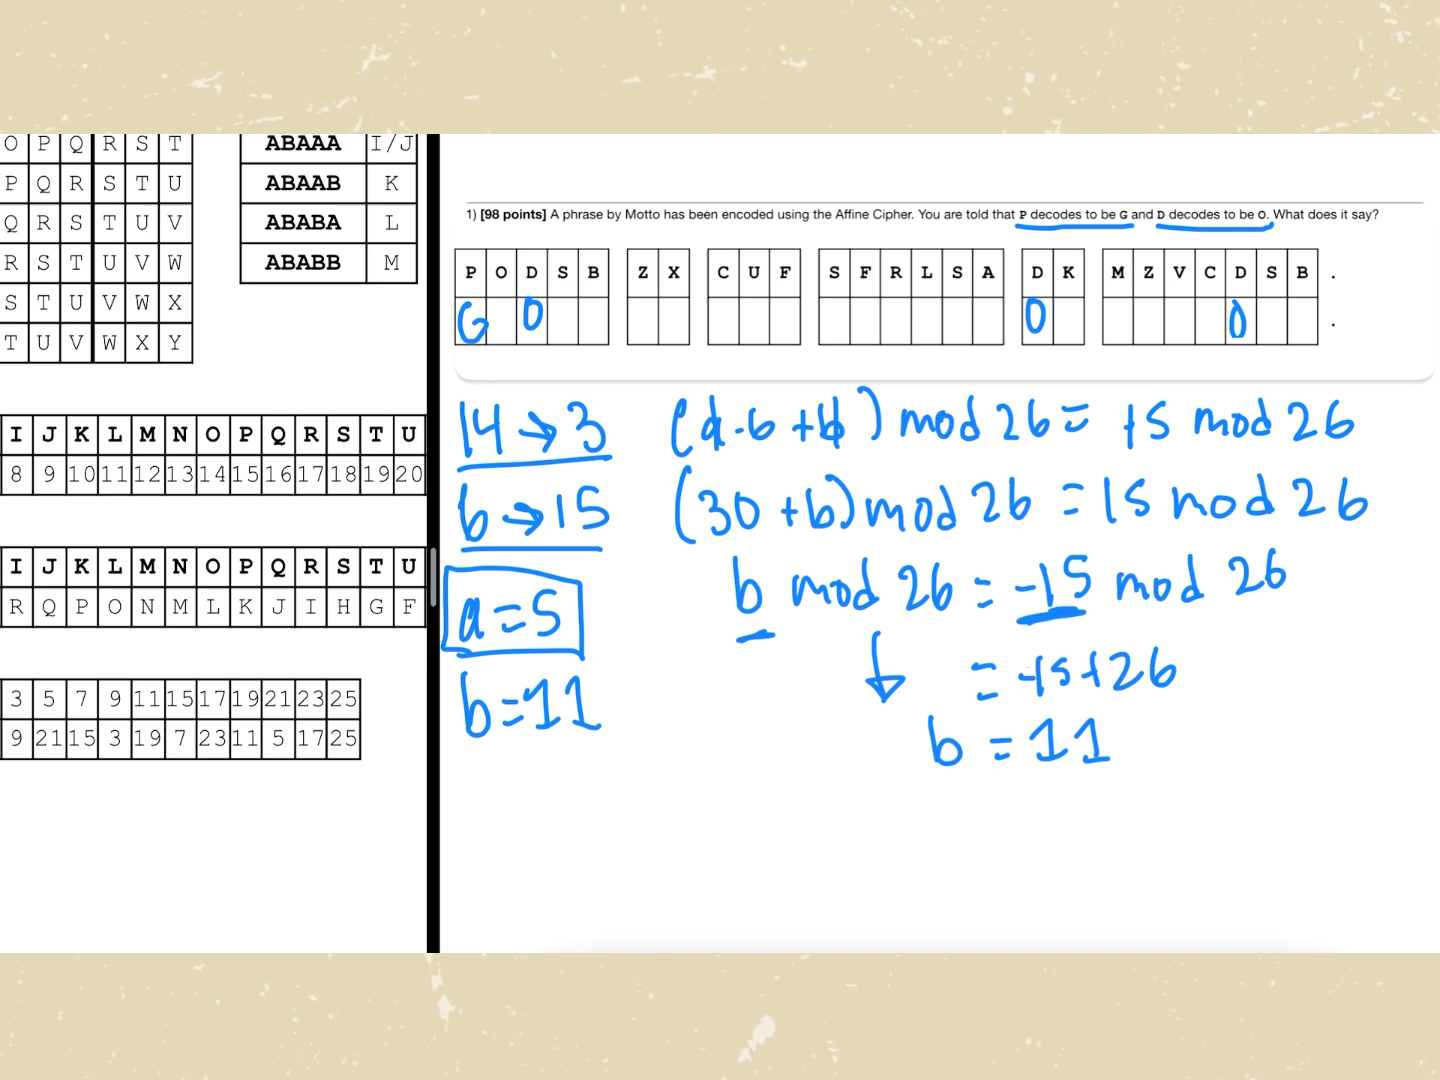 O P Q R S T
P Q R S T U
Q R S T U V
R S T U V W
S T U V W X
T U V W X Y
ABAAA I/J
ABAAB K
ABABA L
ABABB M
I J K L M N O P Q R S T U
8 9 10 11 12 13 14 15 16 17 18 19 20
I J K L M N O P Q R S T U
R Q P O N M L K J I H G F
3 5 7 9 11 15 17 19 21 23 25
9 21 15 3 19 7 23 11 5 17 25
1) [98 points] A phrase by Motto has been encoded using the Affine Cipher. You are told that P decodes to be G and D decodes to be O. What does it say?
P O D S B Z X C U F S F R L S A D K M Z V C D S B .
G O O O .
14 → 3
6 → 15
a = 5
b = 11
(a · 6 + b) mod 26 = 15 mod 26
(30 + b) mod 26 = 15 mod 26
b mod 26 = -15 mod 26
↓ = -15 + 26
b = 11